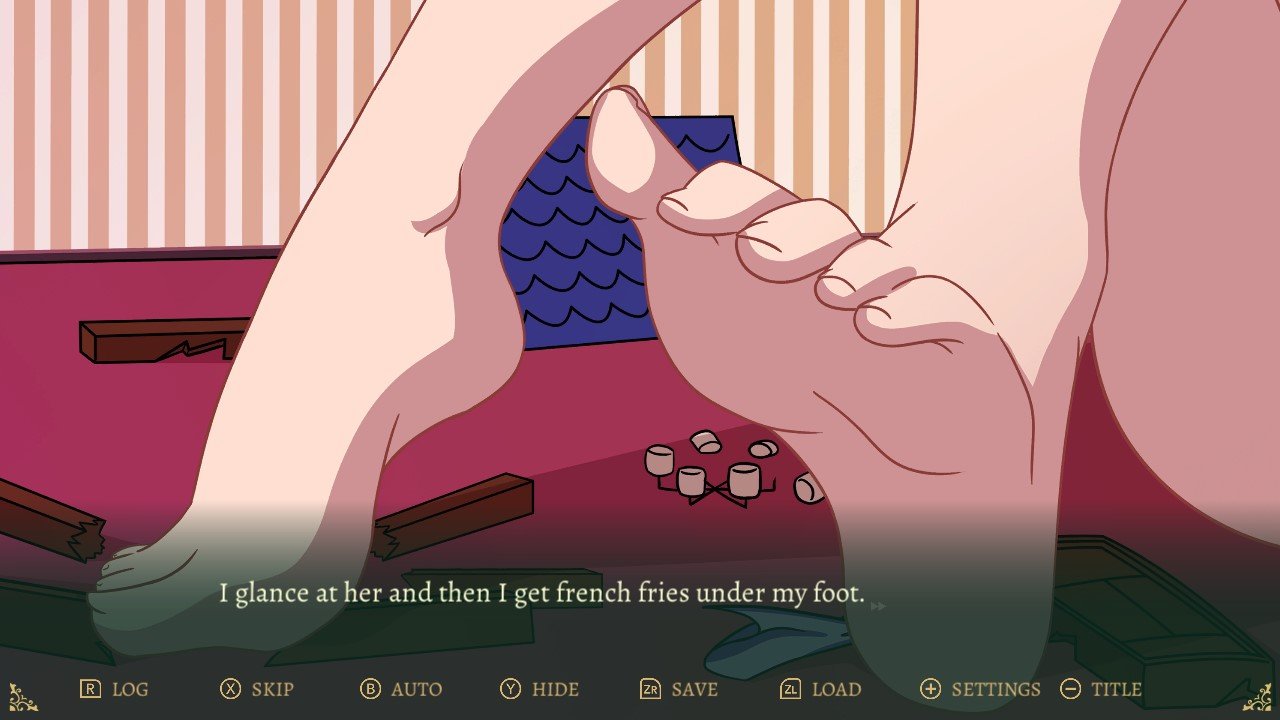 I glance at her and then I get french fries under my foot.
R LOG X SKIP B AUTO Y HIDE ZR SAVE ZL LOAD + SETTINGS − TITLE